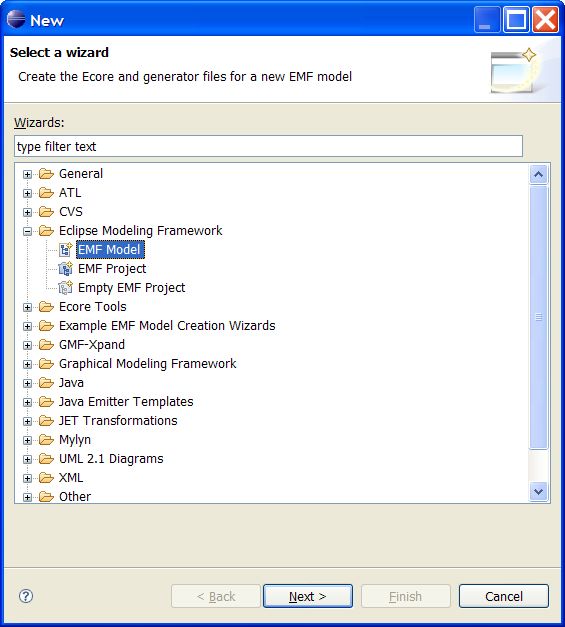 New
Select a wizard
Create the Ecore and generator files for a new EMF model
Wizards:
type filter text
General
ATL
CVS
Eclipse Modeling Framework
EMF Model
EMF Project
Empty EMF Project
Ecore Tools
Example EMF Model Creation Wizards
GMF-Xpand
Graphical Modeling Framework
Java
Java Emitter Templates
JET Transformations
Mylyn
UML 2.1 Diagrams
XML
Other
? < Back Next > Finish Cancel